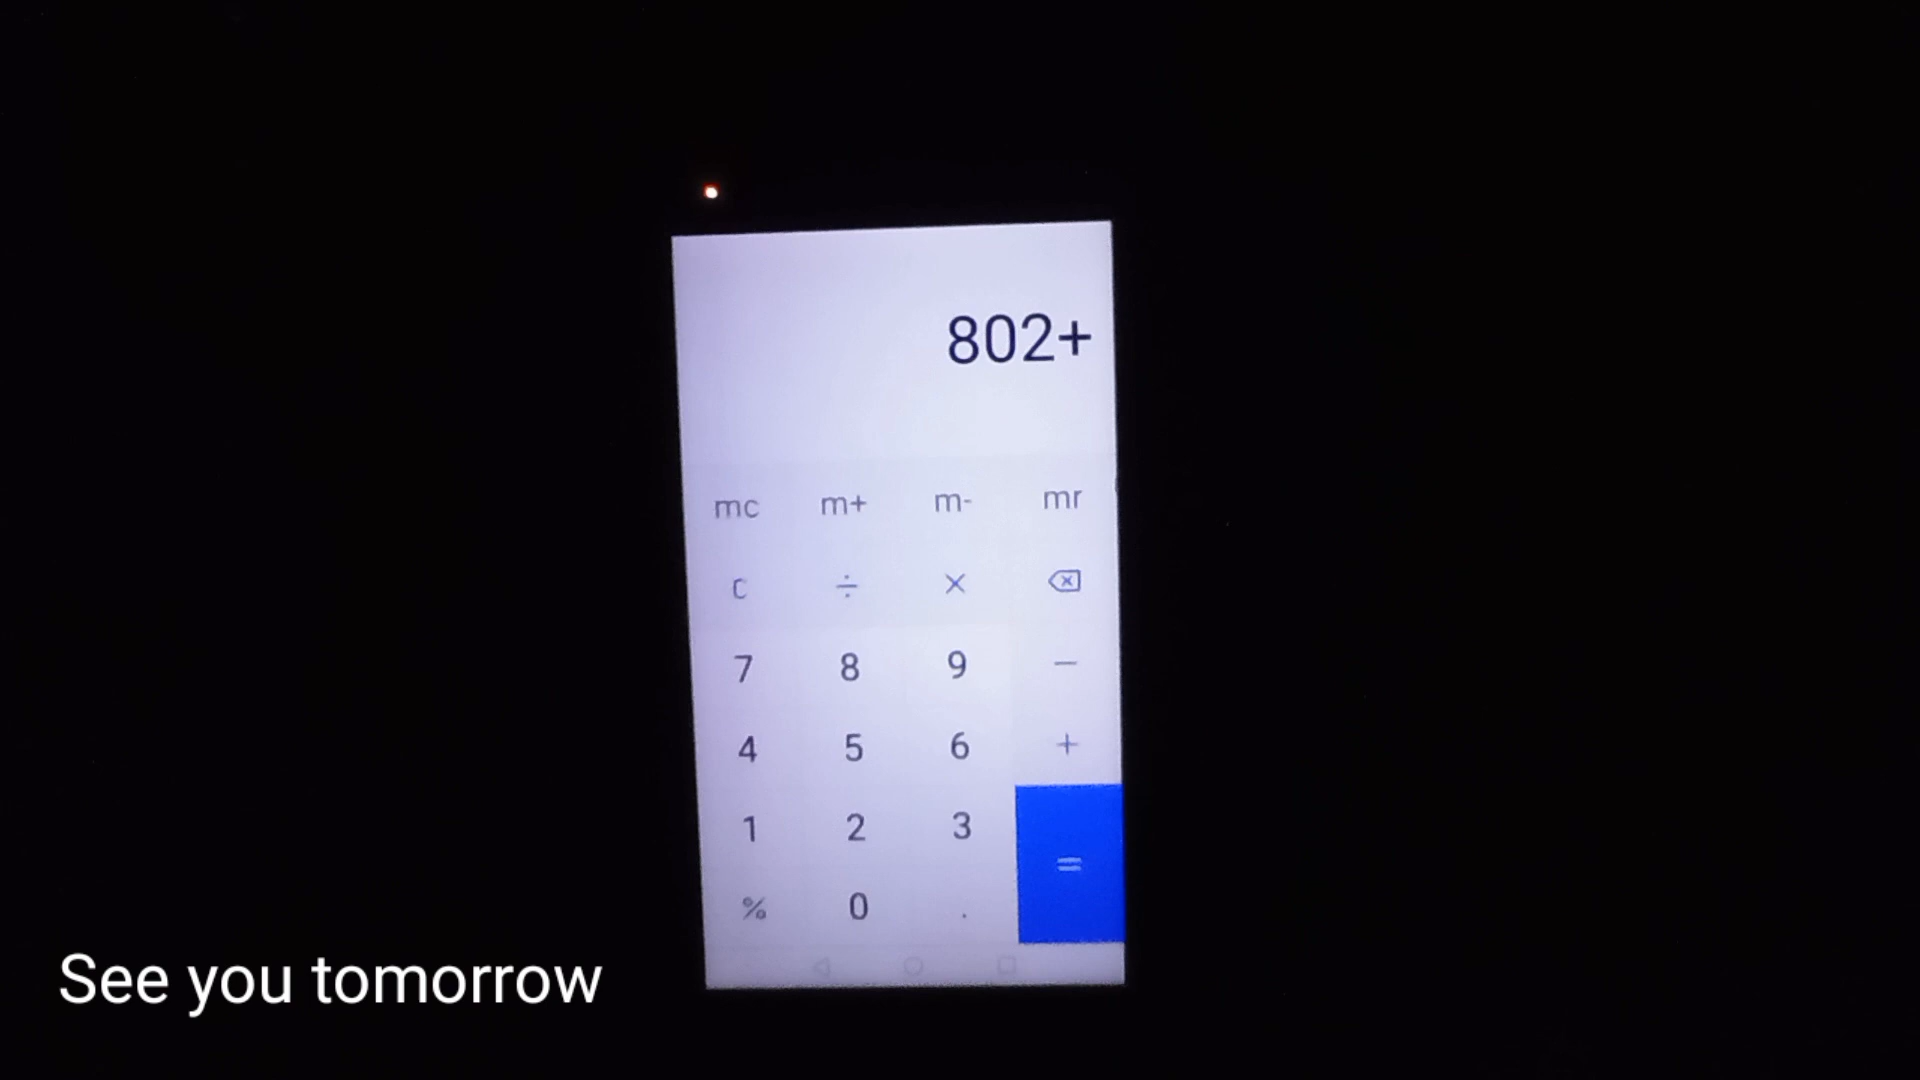 802+
mc m+ m- mr
C ÷ ×
7 8 9 −
4 5 6 +
1 2 3
% 0 . =
See you tomorrow